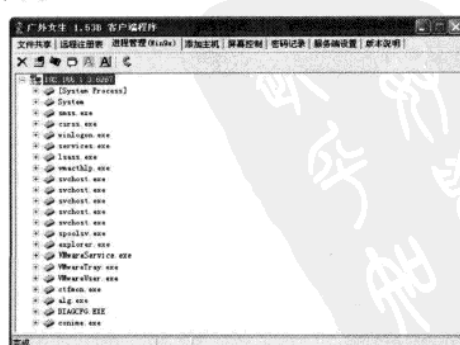 广外女生 1.53B 客户端程序
文件共享 远程注册表 进程管理(Win9x) 添加主机 屏幕控制 密码记录 服务端设置 版本说明
[System Process]
System
smss.exe
csrss.exe
winlogon.exe
services.exe
lsass.exe
vmacthlp.exe
svchost.exe
svchost.exe
svchost.exe
svchost.exe
svchost.exe
spoolsv.exe
explorer.exe
VMwareService.exe
VMwareTray.exe
VMwareUser.exe
ctfmon.exe
alg.exe
DIAGCFG.EXE
conime.exe